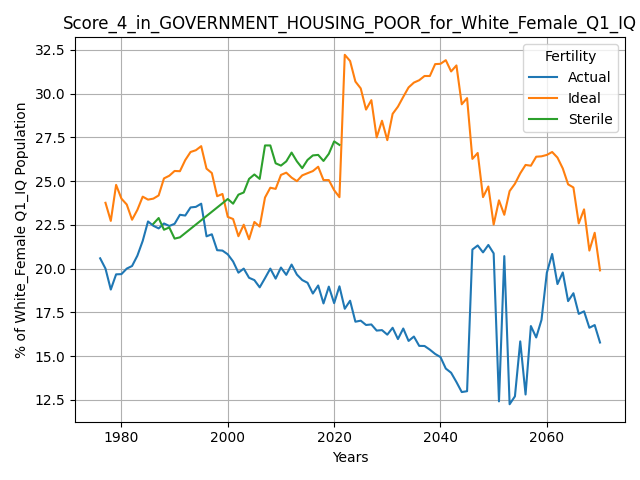 Score_4_in_GOVERNMENT_HOUSING_POOR_for_White_Female_Q1_IQ
Fertility
Actual
Ideal
Sterile
% of White_Female Q1_IQ Population
32.5
30.0
27.5
25.0
22.5
20.0
17.5
15.0
12.5
1980 2000 2020 2040 2060
Years